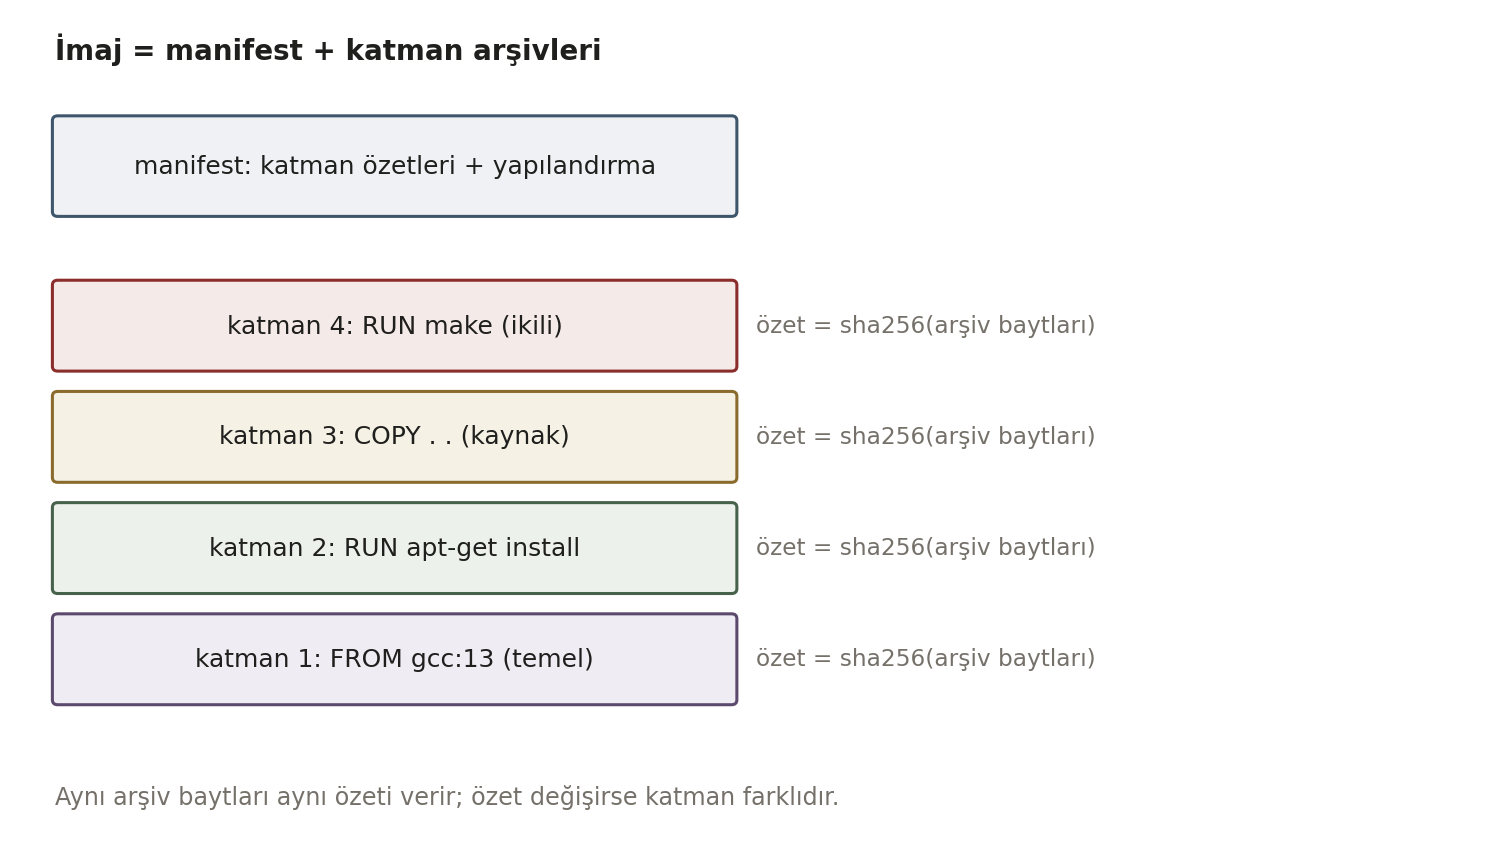 İmaj = manifest + katman arşivleri
manifest: katman özetleri + yapılandırma
katman 4: RUN make (ikili)
özet = sha256(arşiv baytları)
katman 3: COPY . . (kaynak)
özet = sha256(arşiv baytları)
katman 2: RUN apt-get install
özet = sha256(arşiv baytları)
katman 1: FROM gcc:13 (temel)
özet = sha256(arşiv baytları)
Aynı arşiv baytları aynı özeti verir; özet değişirse katman farklıdır.